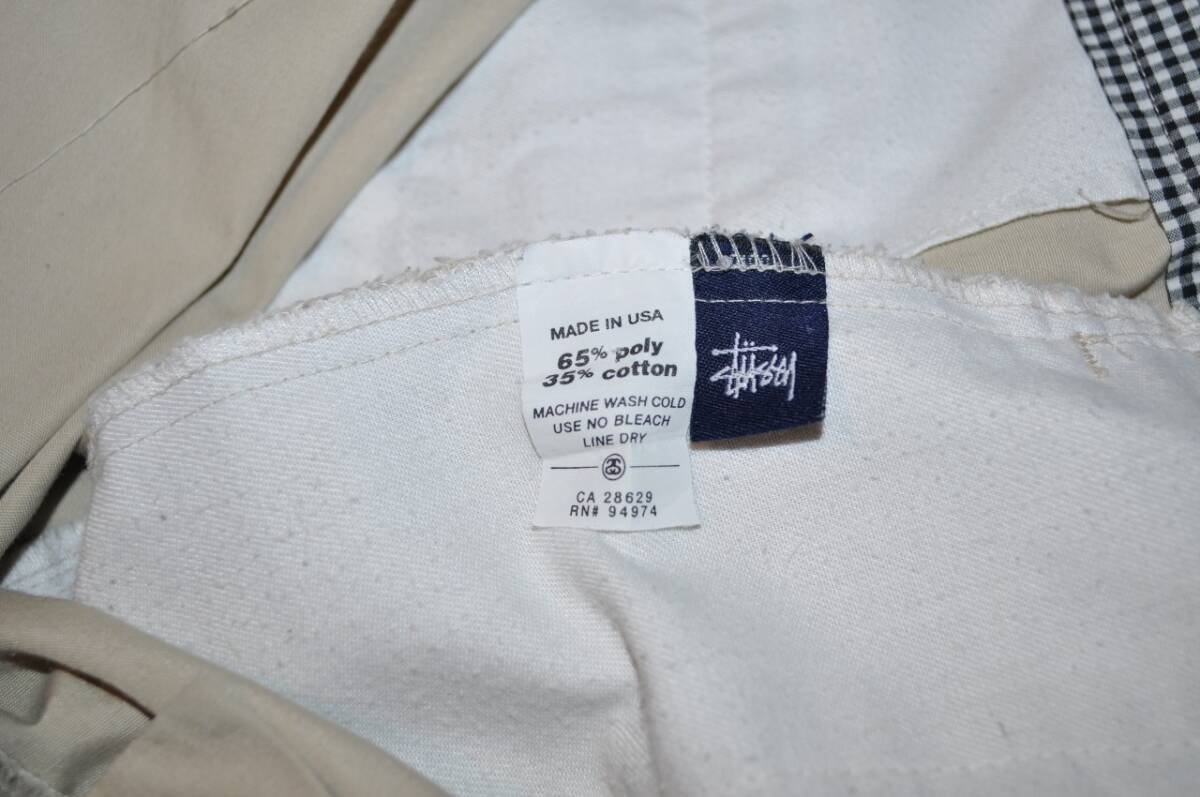 MADE IN USA
65% poly
35% cotton
MACHINE WASH COLD
USE NO BLEACH
LINE DRY
CA 28629
RN# 94974
stüssy